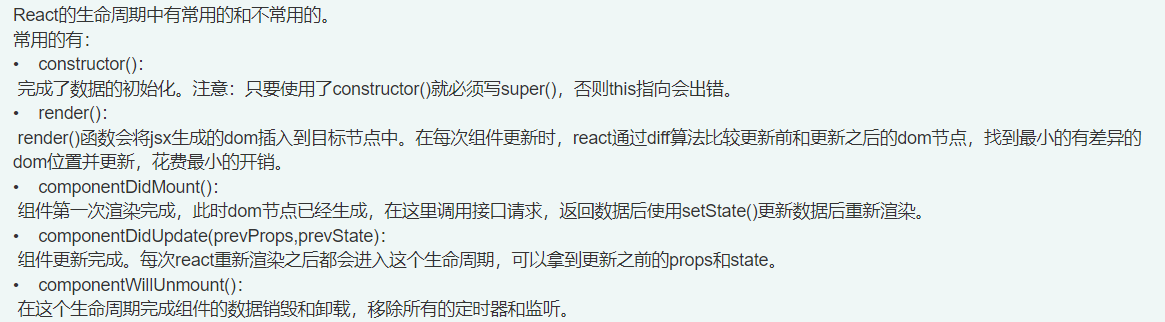 React的生命周期中有常用的和不常用的。
常用的有：
• constructor()：
完成了数据的初始化。注意：只要使用了constructor()就必须写super()，否则this指向会出错。
• render()：
render()函数会将jsx生成的dom插入到目标节点中。在每次组件更新时，react通过diff算法比较更新前和更新之后的dom节点，找到最小的有差异的
dom位置并更新，花费最小的开销。
• componentDidMount()：
组件第一次渲染完成，此时dom节点已经生成，在这里调用接口请求，返回数据后使用setState()更新数据后重新渲染。
• componentDidUpdate(prevProps,prevState)：
组件更新完成。每次react重新渲染之后都会进入这个生命周期，可以拿到更新之前的props和state。
• componentWillUnmount()：
在这个生命周期完成组件的数据销毁和卸载，移除所有的定时器和监听。